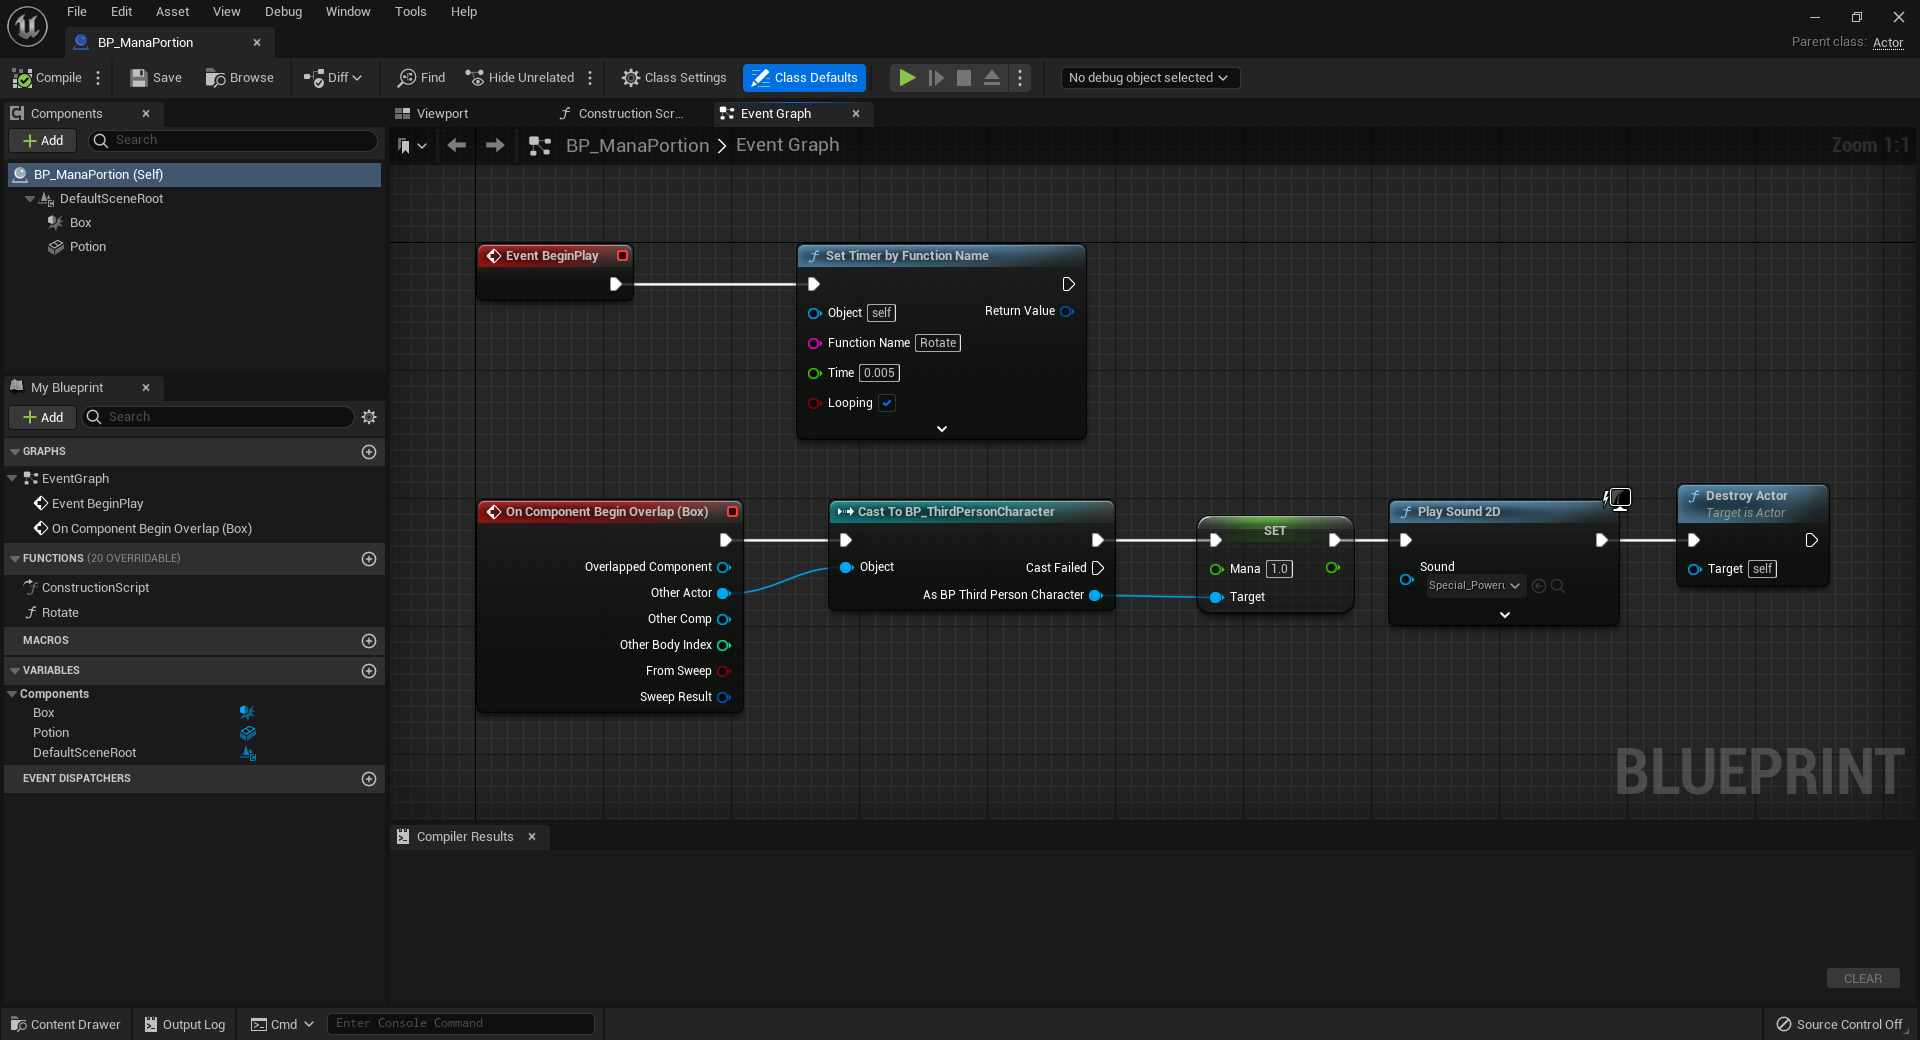 File Edit Asset View Debug Window Tools Help
BP_ManaPortion
Parent class: Actor
Compile Save Browse Diff Find Hide Unrelated Class Settings Class Defaults No debug object selected
Components
Add Search
BP_ManaPortion (Self)
DefaultSceneRoot
Box
Potion
My Blueprint
Add Search
GRAPHS
EventGraph
Event BeginPlay
On Component Begin Overlap (Box)
FUNCTIONS (20 OVERRIDABLE)
ConstructionScript
Rotate
MACROS
VARIABLES
Components
Box
Potion
DefaultSceneRoot
EVENT DISPATCHERS
Viewport Construction Scr... Event Graph
BP_ManaPortion > Event Graph Zoom 1:1
Event BeginPlay
Set Timer by Function Name
Object self Return Value
Function Name Rotate
Time 0.005
Looping
On Component Begin Overlap (Box)
Overlapped Component
Other Actor
Other Comp
Other Body Index
From Sweep
Sweep Result
Cast To BP_ThirdPersonCharacter
Object Cast Failed
As BP Third Person Character
SET
Mana 1.0
Target
Play Sound 2D
Sound
Special_Poweru
Destroy Actor
Target is Actor
Target self
BLUEPRINT
Compiler Results
CLEAR
Content Drawer Output Log Cmd Enter Console Command Source Control Off